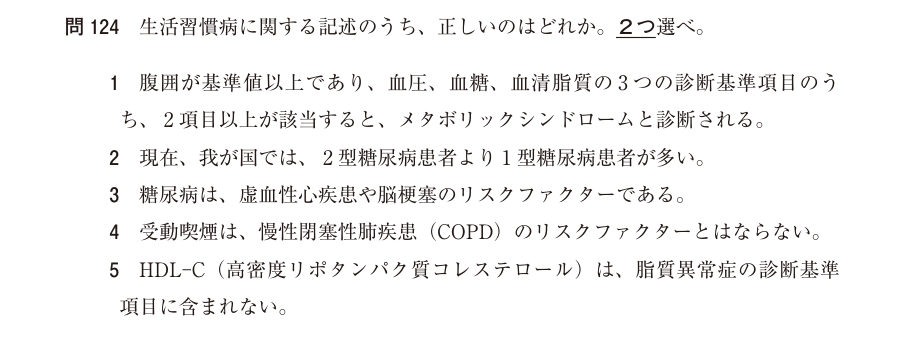 問 124 生活習慣病に関する記述のうち、正しいのはどれか。２つ選べ。
1 腹囲が基準値以上であり、血圧、血糖、血清脂質の３つの診断基準項目のう
ち、２項目以上が該当すると、メタボリックシンドロームと診断される。
2 現在、我が国では、２型糖尿病患者より１型糖尿病患者が多い。
3 糖尿病は、虚血性心疾患や脳梗塞のリスクファクターである。
4 受動喫煙は、慢性閉塞性肺疾患（COPD）のリスクファクターとはならない。
5 HDL-C（高密度リポタンパク質コレステロール）は、脂質異常症の診断基準
項目に含まれない。